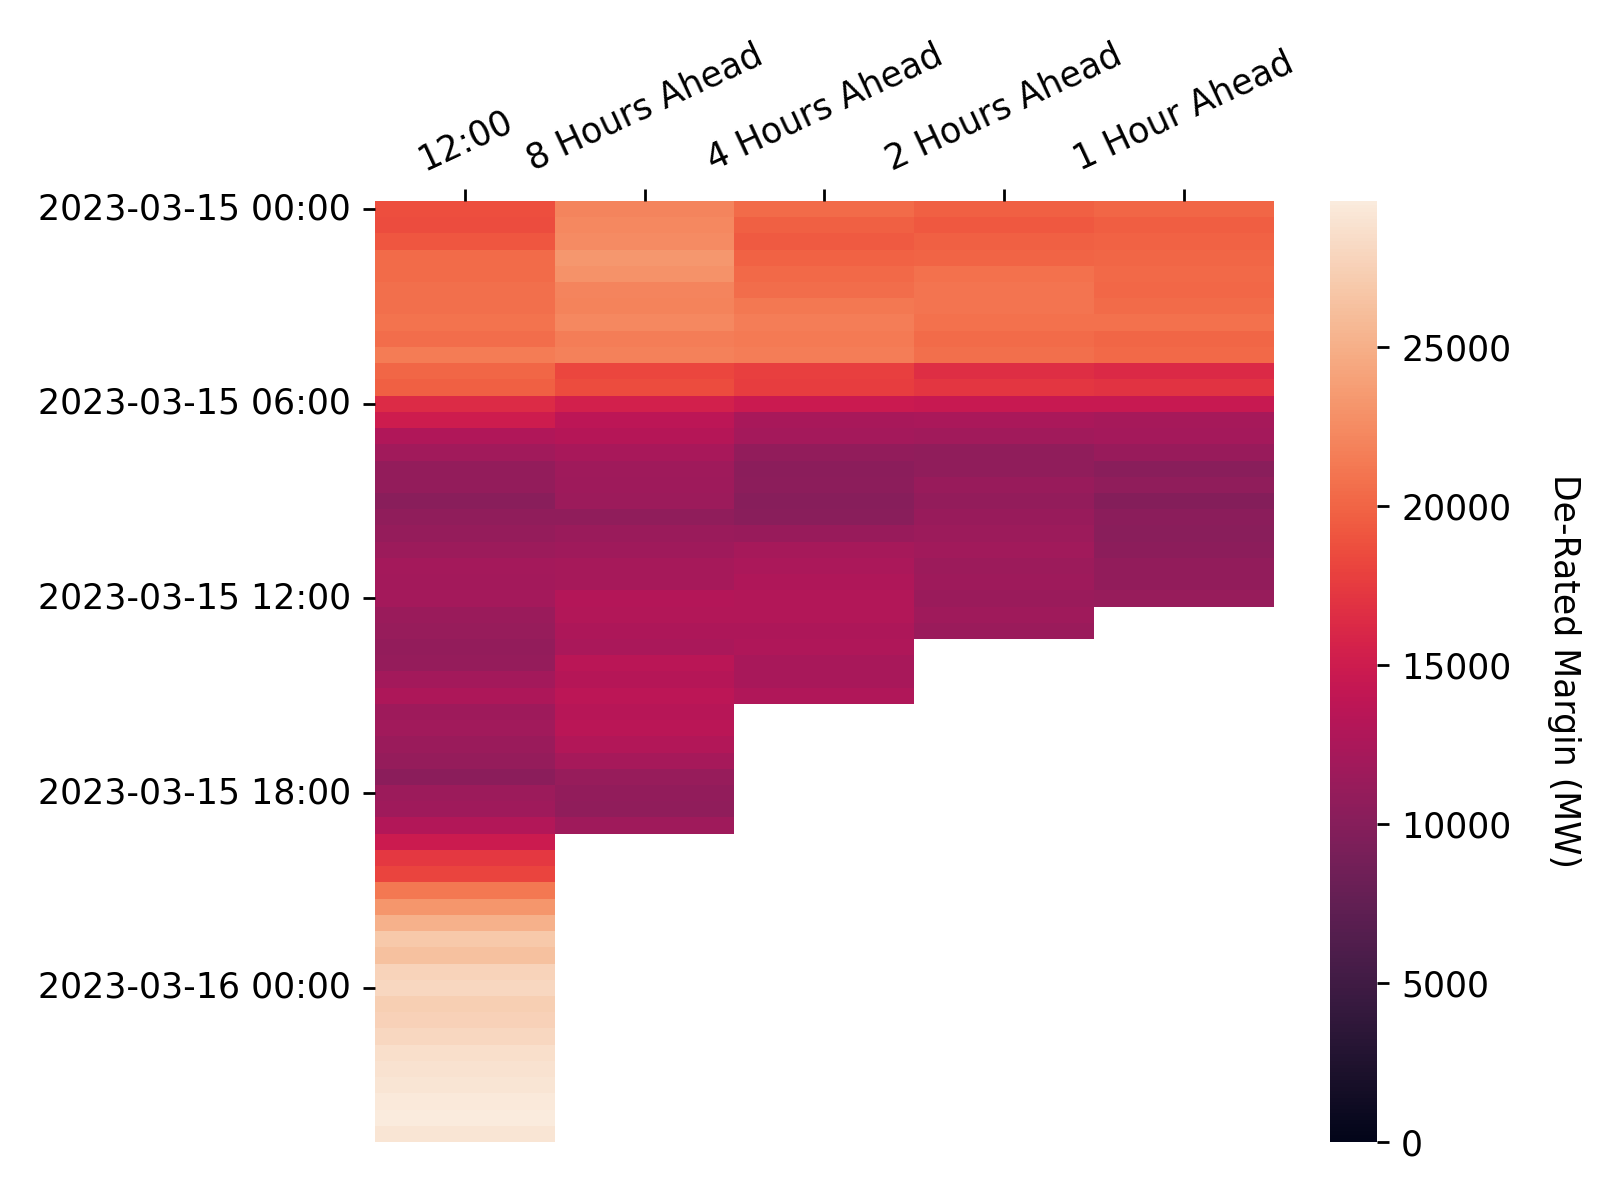 12:00
8 Hours Ahead
4 Hours Ahead
2 Hours Ahead
1 Hour Ahead
2023-03-15 00:00
2023-03-15 06:00
2023-03-15 12:00
2023-03-15 18:00
2023-03-16 00:00
25000
20000
15000
10000
5000
0
De-Rated Margin (MW)